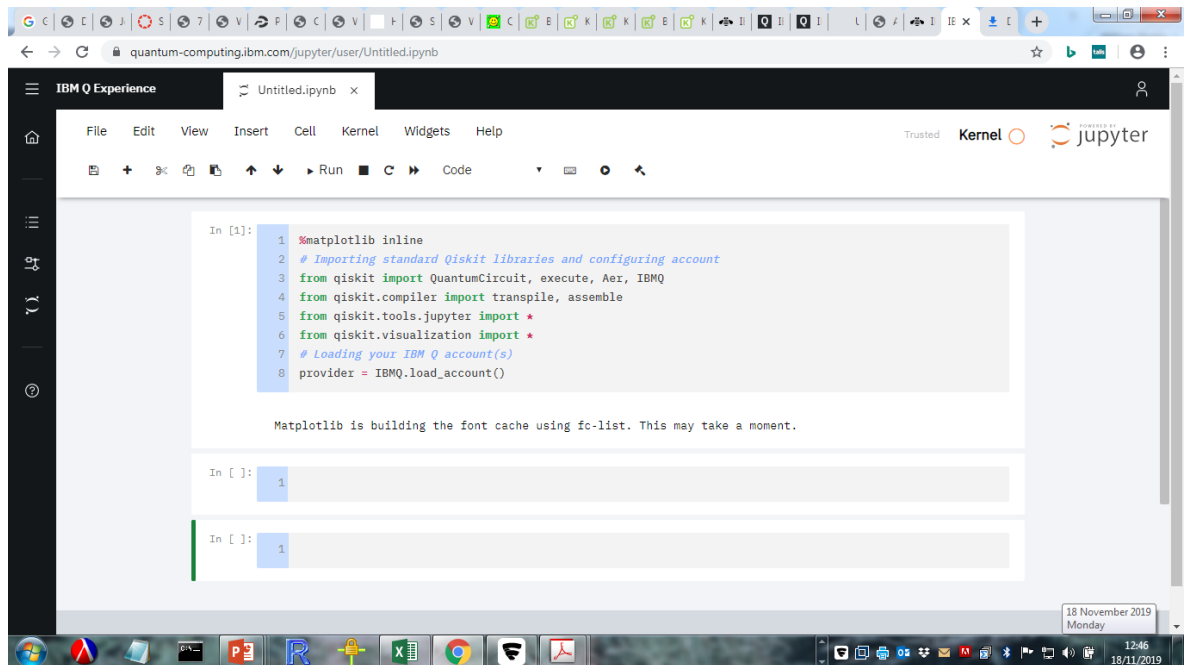 quantum-computing.ibm.com/jupyter/user/Untitled.ipynb
IBM Q Experience
Untitled.ipynb
File Edit View Insert Cell Kernel Widgets Help
Trusted Kernel
POWERED BY
jupyter
Run Code
In [1]:
1 %matplotlib inline
2 # Importing standard Qiskit libraries and configuring account
3 from qiskit import QuantumCircuit, execute, Aer, IBMQ
4 from qiskit.compiler import transpile, assemble
5 from qiskit.tools.jupyter import *
6 from qiskit.visualization import *
7 # Loading your IBM Q account(s)
8 provider = IBMQ.load_account()
Matplotlib is building the font cache using fc-list. This may take a moment.
In [ ]:
1
In [ ]:
1
18 November 2019
Monday
12:46
18/11/2019